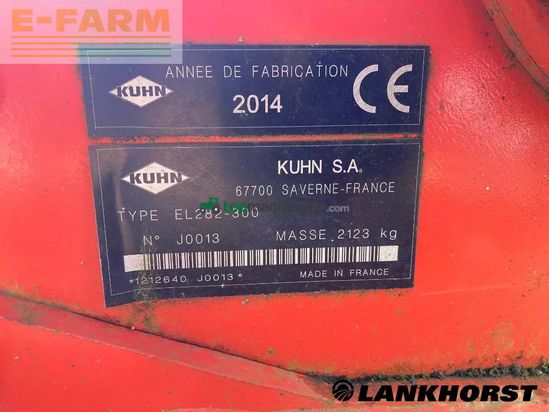 E-FARM
ANNEE DE FABRICATION
KUHN
2014
CE
KUHN
KUHN S.A.
67700 SAVERNE-FRANCE
TYPE EL282-300
N° J0013 MASSE 2123 kg
*1212640 J0013*
MADE IN FRANCE
LANKHORST